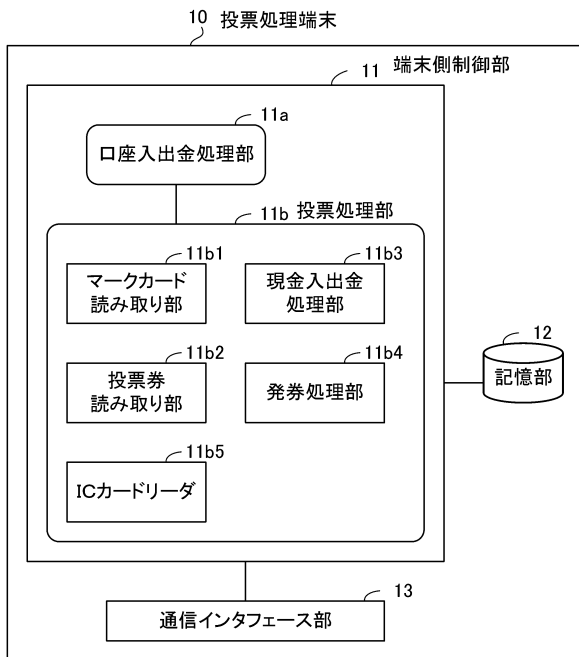 10 投票処理端末
11 端末側制御部
11a
口座入出金処理部
11b 投票処理部
11b1
マークカード
読み取り部
11b3
現金入出金
処理部
11b2
投票券
読み取り部
11b4
発券処理部
12
記憶部
11b5
ICカードリーダ
13
通信インタフェース部